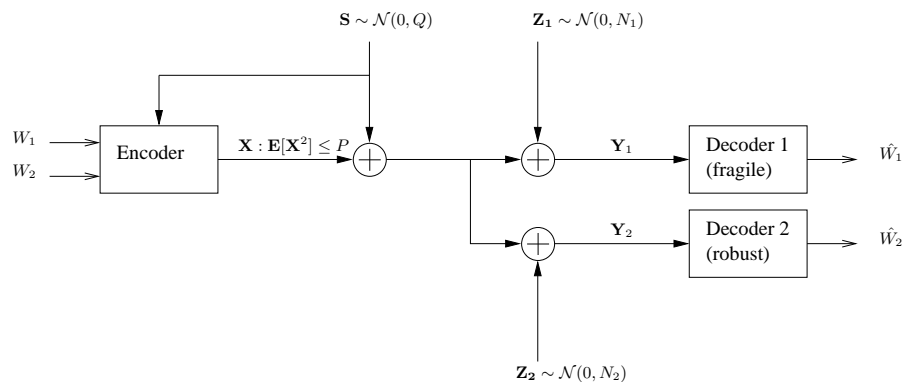 S ∼ 𝒩(0, Q)
Z₁ ∼ 𝒩(0, N₁)
W₁
W₂
Encoder
X : E[X²] ≤ P
Y₁
Decoder 1
(fragile)
Ŵ₁
Y₂
Decoder 2
(robust)
Ŵ₂
Z₂ ∼ 𝒩(0, N₂)